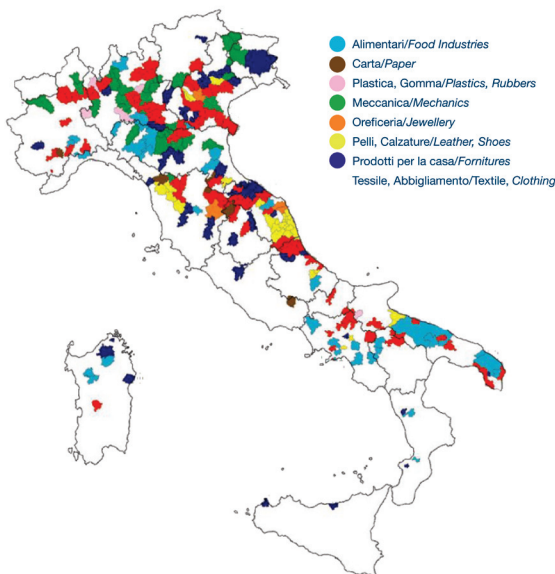 Alimentari/Food Industries
Carta/Paper
Plastica, Gomma/Plastics, Rubbers
Meccanica/Mechanics
Oreficeria/Jewellery
Pelli, Calzature/Leather, Shoes
Prodotti per la casa/Fornitures
Tessile, Abbigliamento/Textile, Clothing